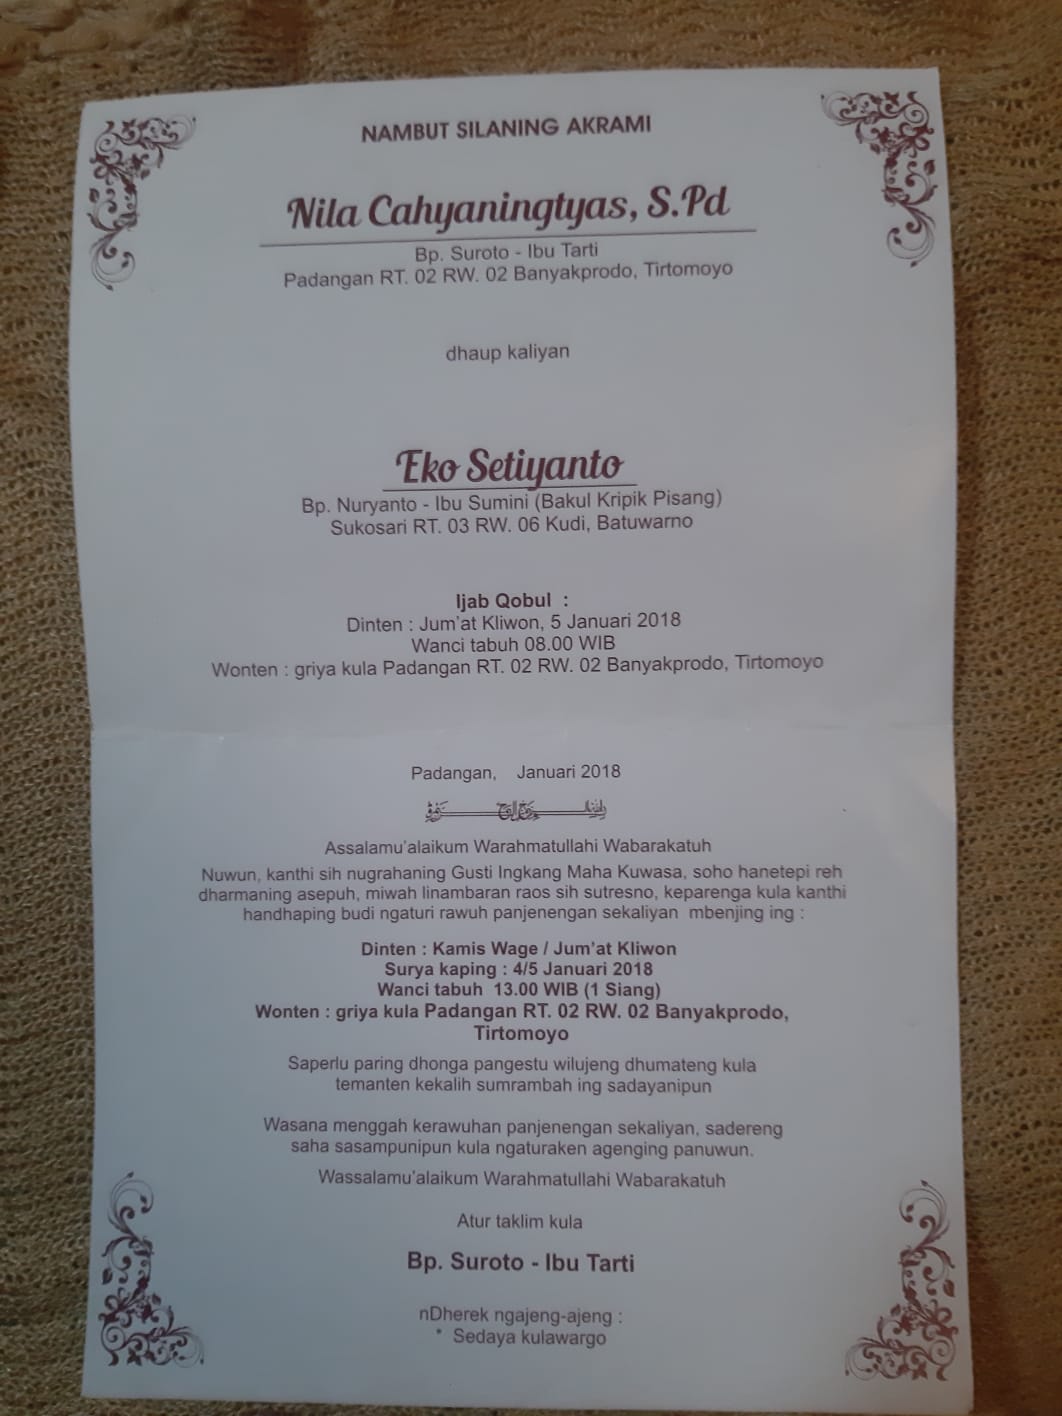 NAMBUT SILANING AKRAMI
Nila Cahyaningtyas, S.Pd
Bp. Suroto - Ibu Tarti
Padangan RT. 02 RW. 02 Banyakprodo, Tirtomoyo
dhaup kaliyan
Eko Setiyanto
Bp. Nuryanto - Ibu Sumini (Bakul Kripik Pisang)
Sukosari RT. 03 RW. 06 Kudi, Batuwarno
Ijab Qobul :
Dinten : Jum'at Kliwon, 5 Januari 2018
Wanci tabuh 08.00 WIB
Wonten : griya kula Padangan RT. 02 RW. 02 Banyakprodo, Tirtomoyo
Padangan, Januari 2018
Assalamu'alaikum Warahmatullahi Wabarakatuh
Nuwun, kanthi sih nugrahaning Gusti Ingkang Maha Kuwasa, soho hanetepi reh
dharmaning asepuh, miwah linambaran raos sih sutresno, keparenga kula kanthi
handhaping budi ngaturi rawuh panjenengan sekaliyan mbenjing ing :
Dinten : Kamis Wage / Jum'at Kliwon
Surya kaping : 4/5 Januari 2018
Wanci tabuh 13.00 WIB (1 Siang)
Wonten : griya kula Padangan RT. 02 RW. 02 Banyakprodo,
Tirtomoyo
Saperlu paring dhonga pangestu wilujeng dhumateng kula
temanten kekalih sumrambah ing sadayanipun
Wasana menggah kerawuhan panjenengan sekaliyan, sadereng
saha sasampunipun kula ngaturaken agenging panuwun.
Wassalamu'alaikum Warahmatullahi Wabarakatuh
Atur taklim kula
Bp. Suroto - Ibu Tarti
nDherek ngajeng-ajeng :
* Sedaya kulawargo